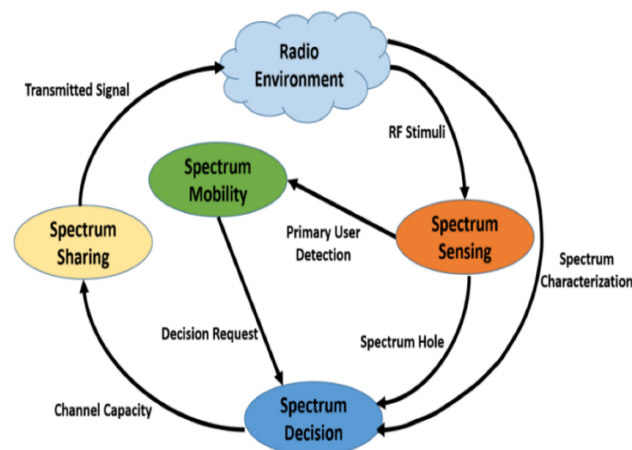 Radio
Environment
Transmitted Signal
RF Stimuli
Spectrum
Mobility
Spectrum
Sharing
Primary User
Detection
Spectrum
Sensing
Spectrum
Characterization
Decision Request
Spectrum Hole
Channel Capacity
Spectrum
Decision